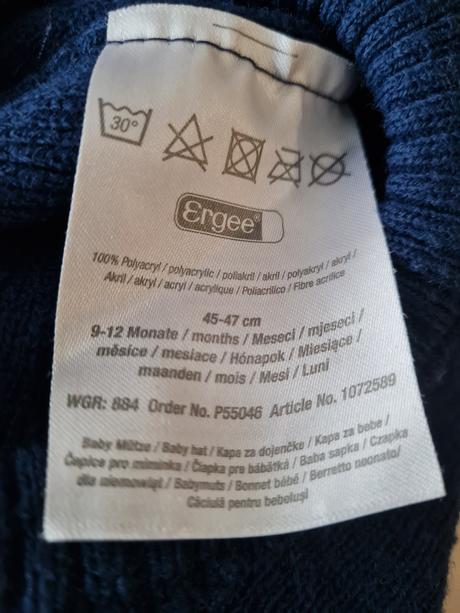 30°
Ergee®
100% Polyacryl / polyacrylic / poliakril / akril / polyakryl / akryl /
Akril / akryl / acryl / acrylique / Poliacrilico / Fibre acrilice
45-47 cm
9-12 Monate / months / Meseci / mjeseci /
měsíce / mesiace / Hónapok / Miesiące /
maanden / mois / Mesi / Luni
WGR: 884 Order No. P55046 Article No. 1072589
Baby Mütze / Baby hat / Kapa za dojenčke / Kapa za bebe /
Čapice pro miminka / Čiapka pre bábätká / Baba sapka / Czapka
dla niemowląt / Babymuts / Bonnet bébé / Berretto neonato/
Căciulă pentru bebeluşi